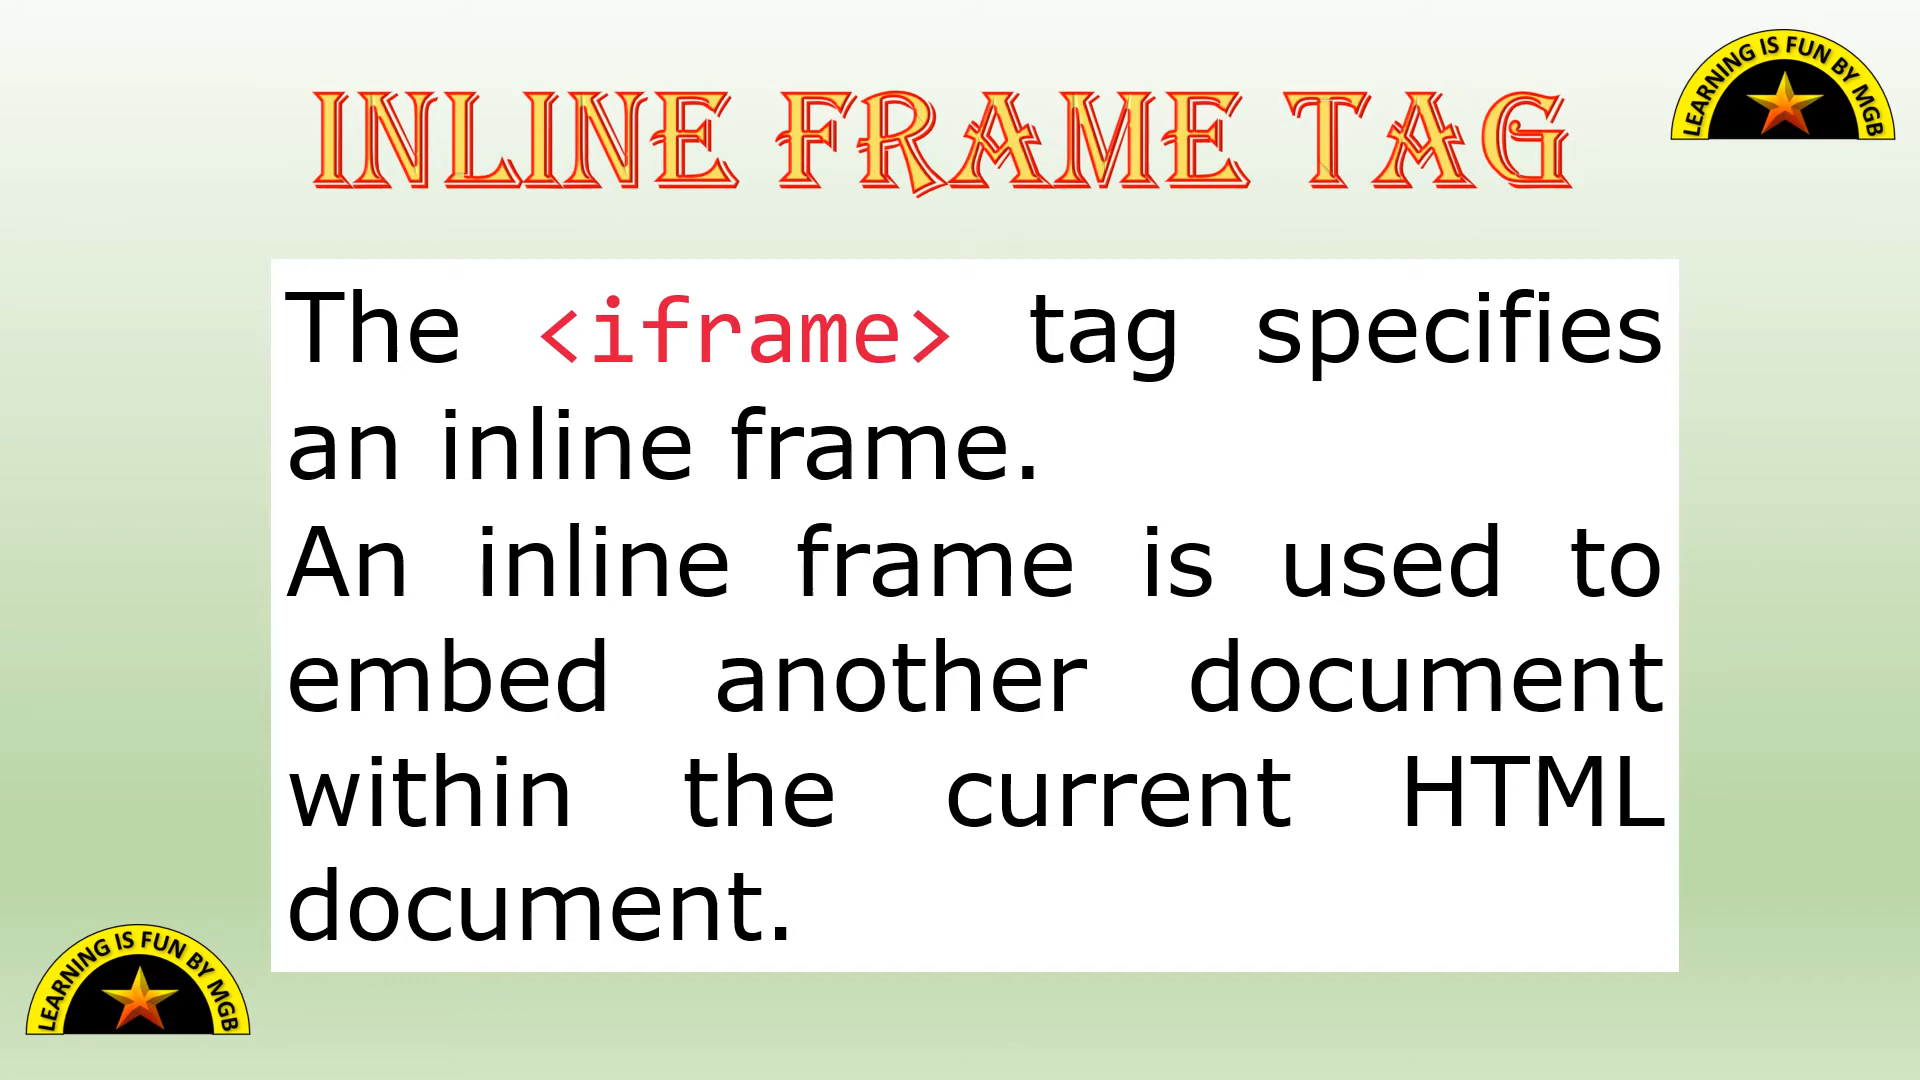 LEARNING IS FUN BY MGB
INLINE FRAME TAG
The <iframe> tag specifies
an inline frame.
An inline frame is used to
embed another document
within the current HTML
document.
LEARNING IS FUN BY MGB